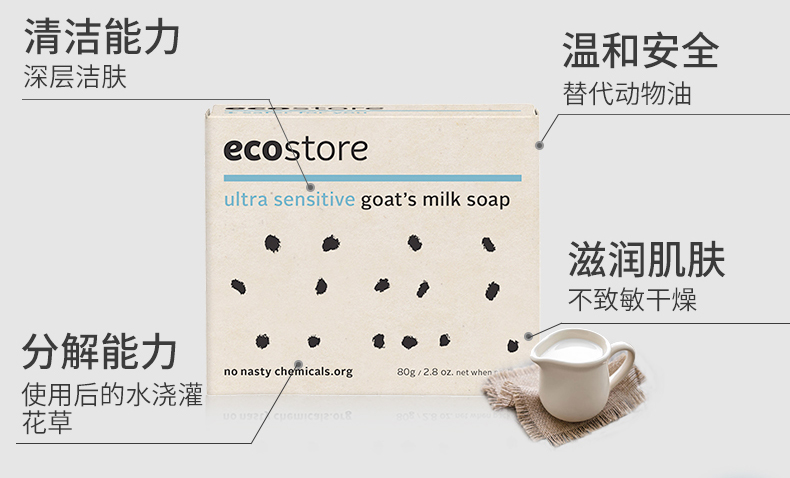 清洁能力
深层洁肤
温和安全
替代动物油
ecostore
ecostore
ultra sensitive goat's milk soap
滋润肌肤
不致敏干燥
分解能力
使用后的水浇灌
花草
no nasty chemicals.org
80g / 2.8 oz. net when